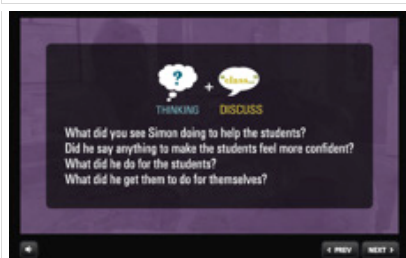 ?
"class..."
+
THINKING
DISCUSS
What did you see Simon doing to help the students?
Did he say anything to make the students feel more confident?
What did he do for the students?
What did he get them to do for themselves?
< PREV
NEXT >